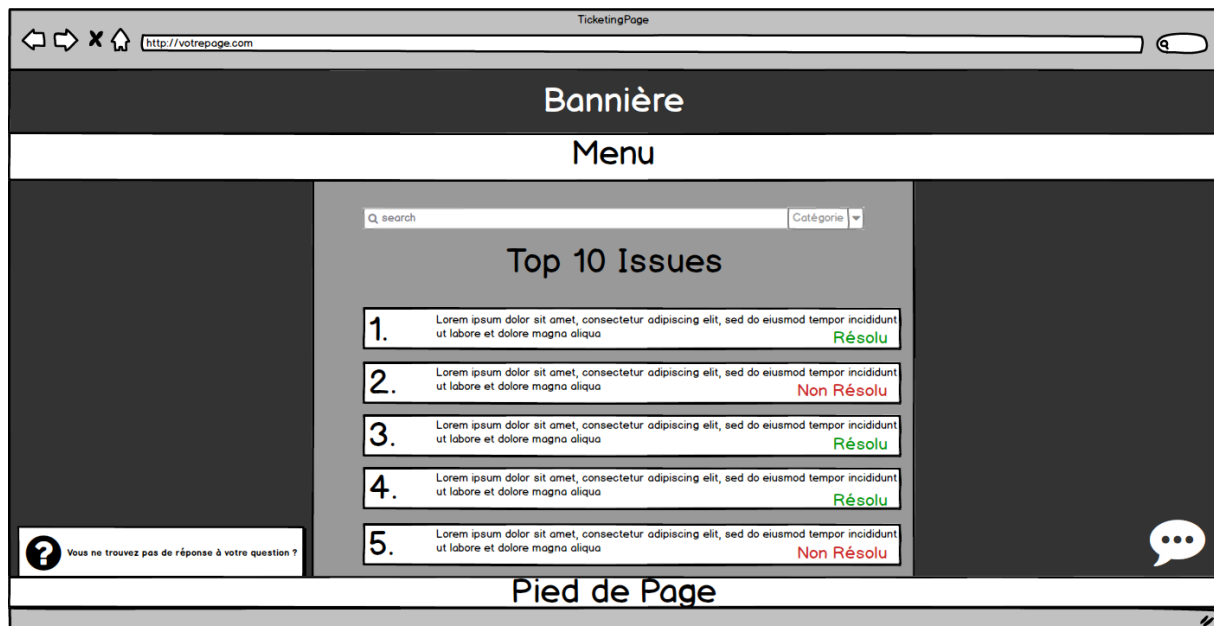 TicketingPage
http://votrepage.com
Bannière
Menu
search
Catégorie
Top 10 Issues
1.
Lorem ipsum dolor sit amet, consectetur adipiscing elit, sed do eiusmod tempor incididunt
ut labore et dolore magna aliqua
Résolu
2.
Lorem ipsum dolor sit amet, consectetur adipiscing elit, sed do eiusmod tempor incididunt
ut labore et dolore magna aliqua
Non Résolu
3.
Lorem ipsum dolor sit amet, consectetur adipiscing elit, sed do eiusmod tempor incididunt
ut labore et dolore magna aliqua
Résolu
4.
Lorem ipsum dolor sit amet, consectetur adipiscing elit, sed do eiusmod tempor incididunt
ut labore et dolore magna aliqua
Résolu
5.
Lorem ipsum dolor sit amet, consectetur adipiscing elit, sed do eiusmod tempor incididunt
ut labore et dolore magna aliqua
Non Résolu
?
Vous ne trouvez pas de réponse à votre question ?
Pied de Page